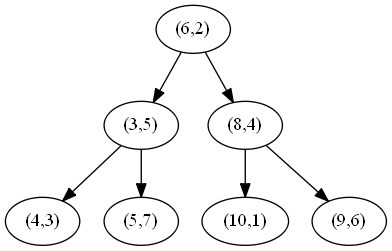 (6,2)
(3,5) (8,4)
(4,3) (5,7) (10,1) (9,6)